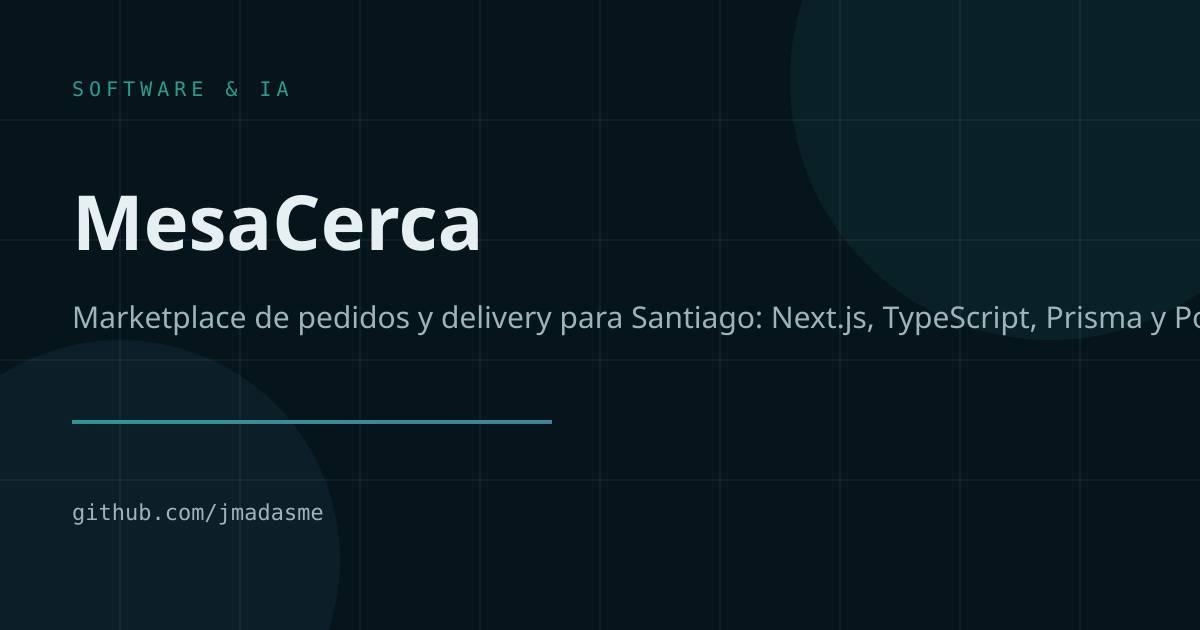 SOFTWARE & IA
MesaCerca
Marketplace de pedidos y delivery para Santiago: Next.js, TypeScript, Prisma y
github.com/jmadasme